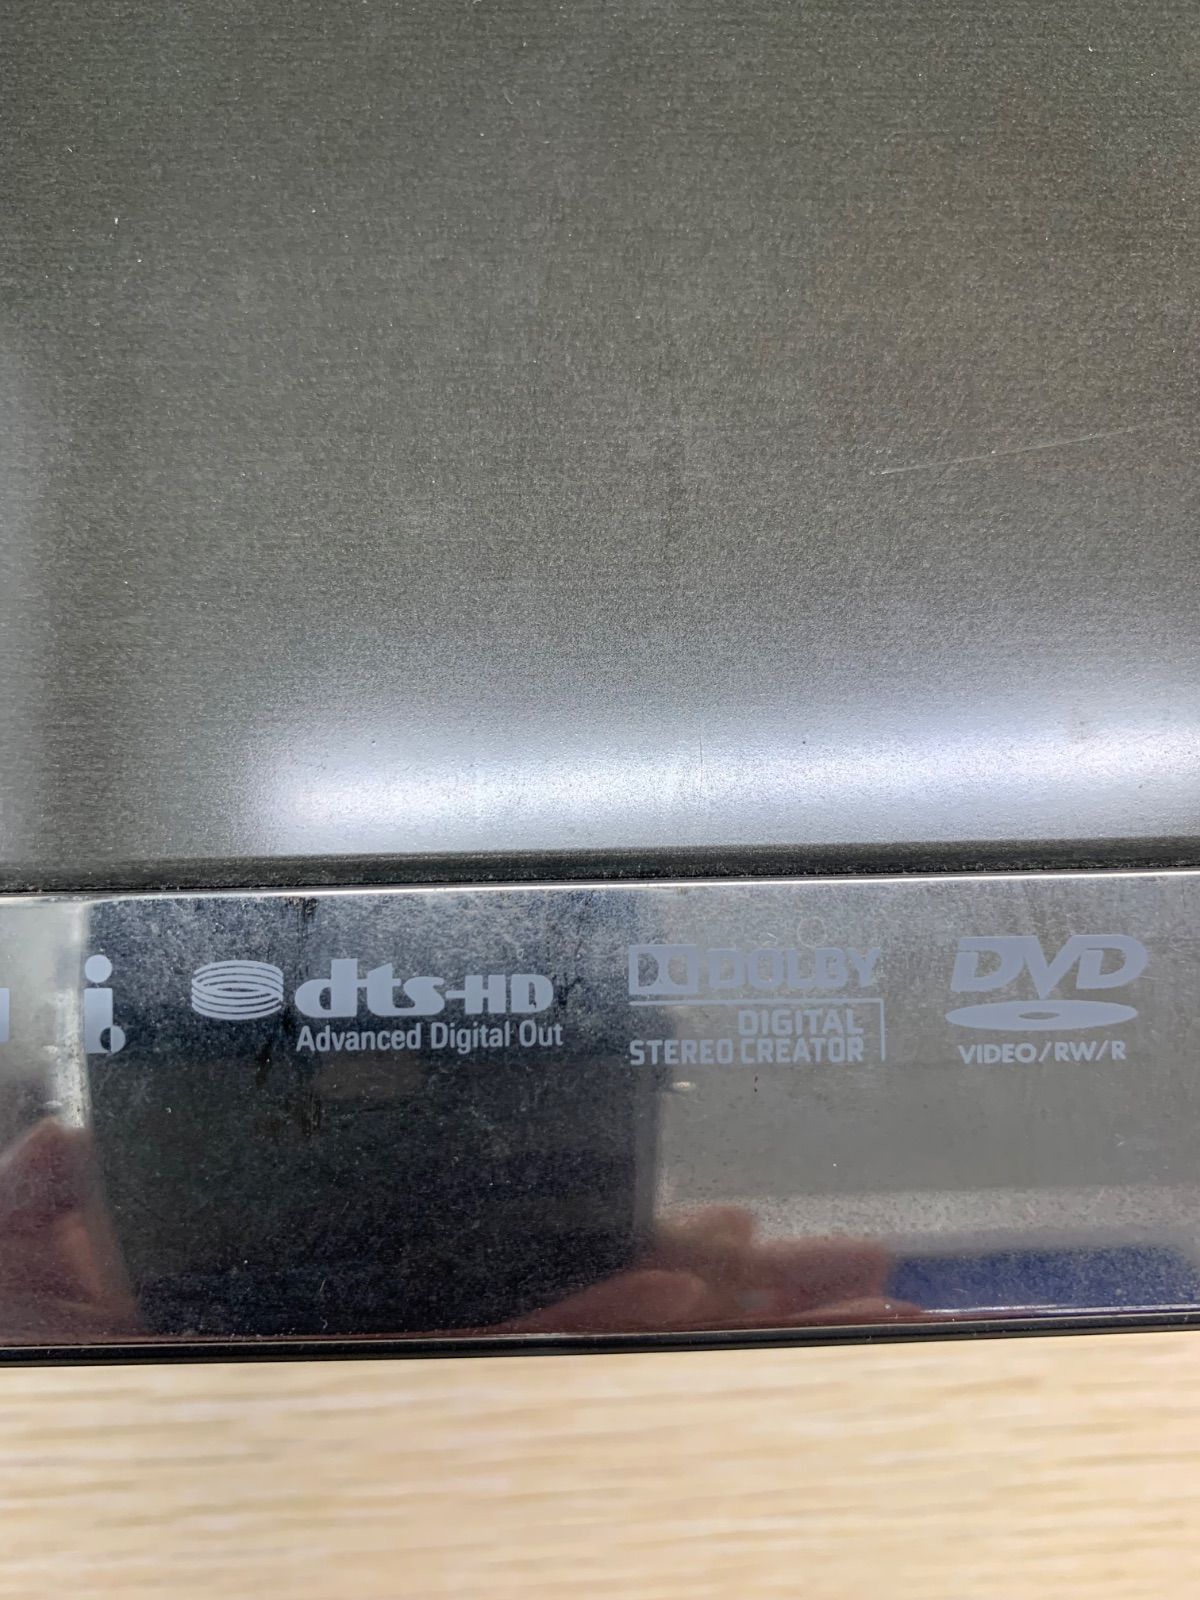 dts-HD
Advanced Digital Out
DOLBY
DIGITAL
STEREO CREATOR
DVD
VIDEO/RW/R